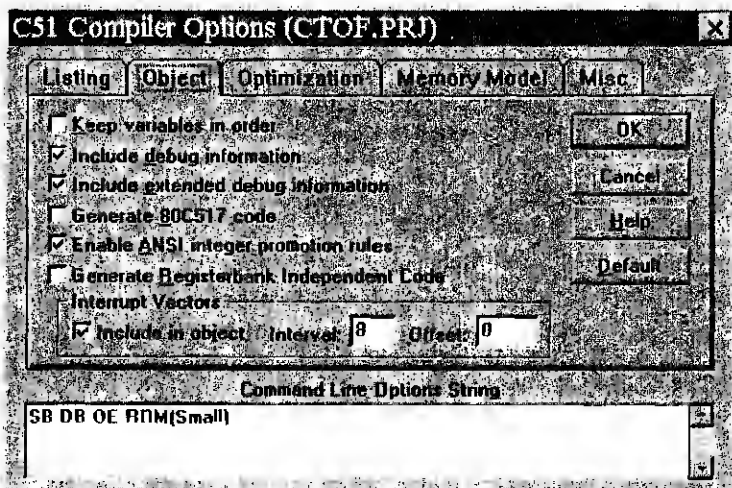 C51 Compiler Options (CTOF.PRJ)
Listing Object Optimization Memory Model Misc
Keep variables in order
Include debug information
Include extended debug information
Generate 80C517 code
Enable ANSI integer promotion rules
Generate Registerbank Independent Code
Interrupt Vectors
Include in object Interval: 8 Offset: 0
OK
Cancel
Help
Default
Command Line Options String
SB DB OE ROM(Small)